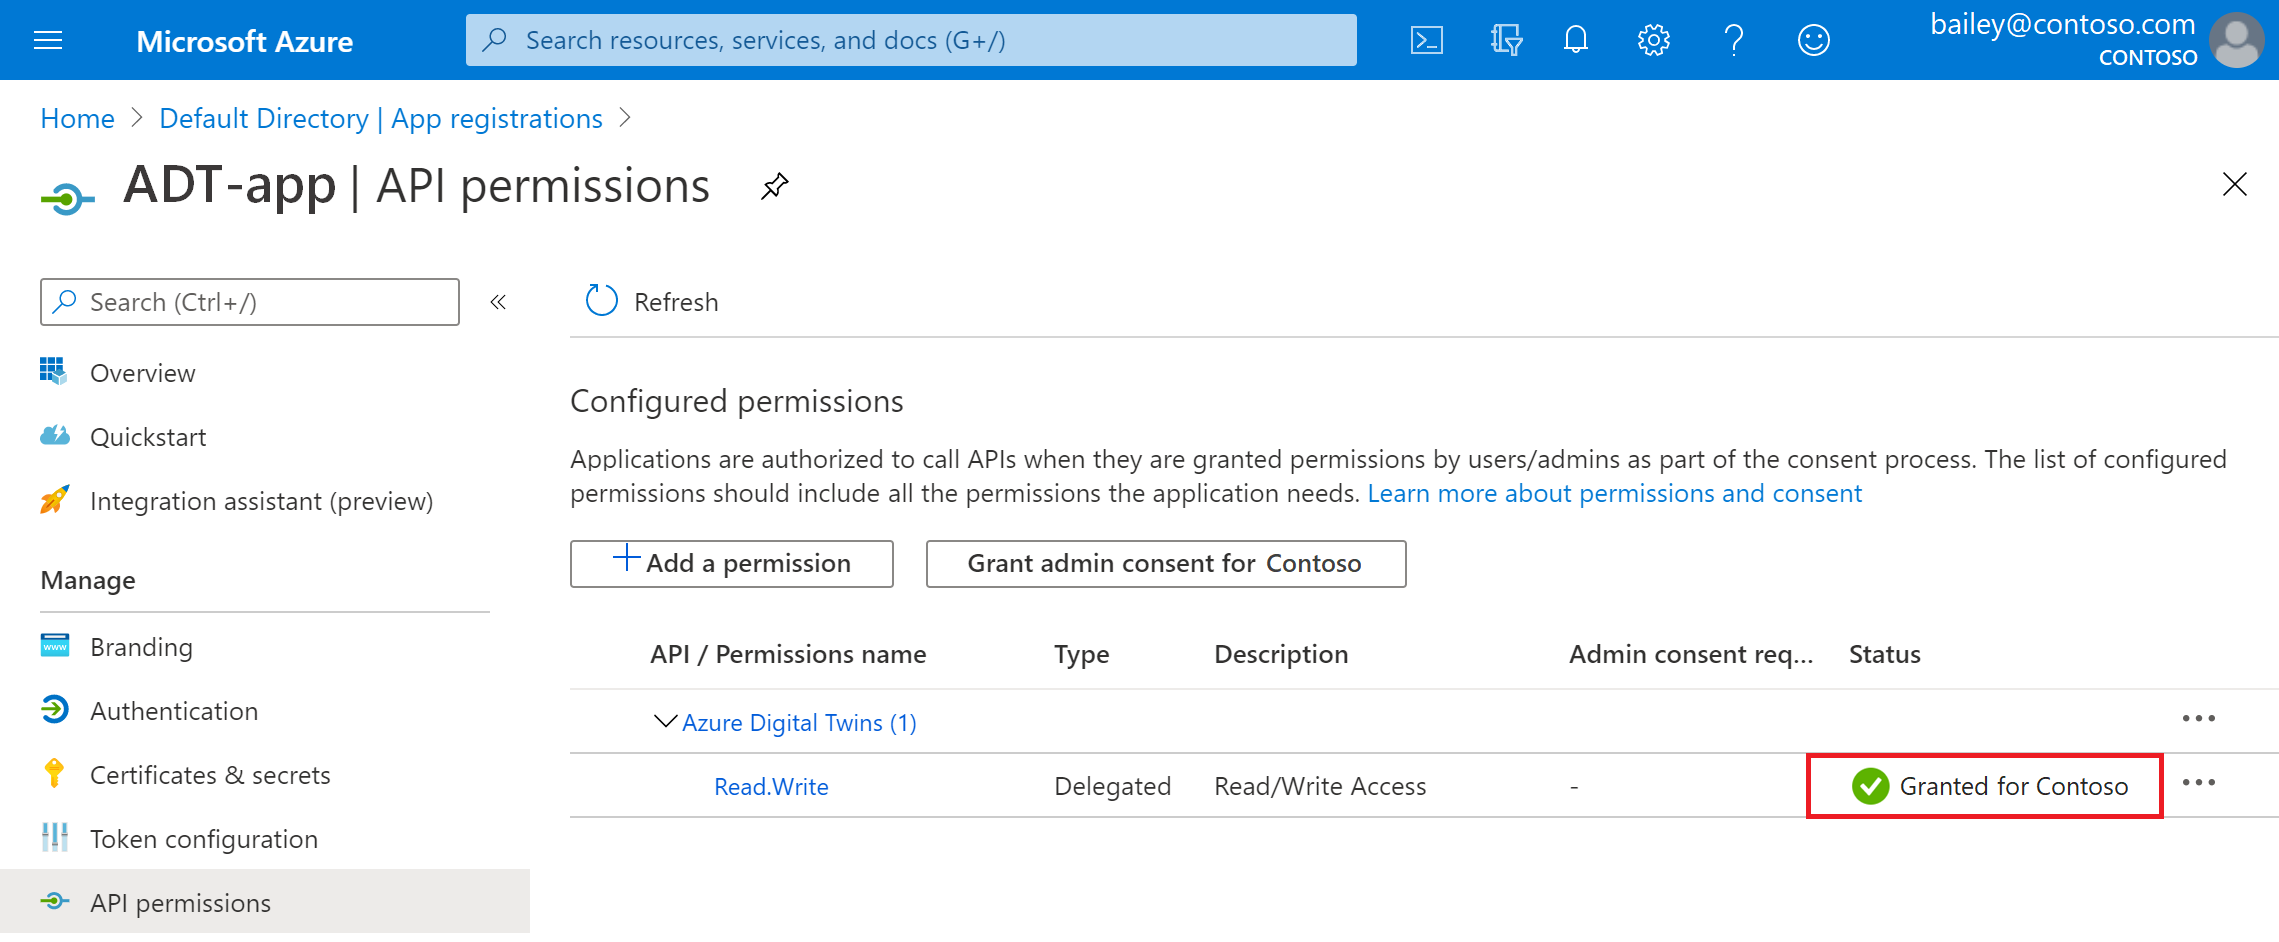 Microsoft Azure
Search resources, services, and docs (G+/)
bailey@contoso.com
CONTOSO
Home > Default Directory | App registrations >
ADT-app | API permissions
Search (Ctrl+/)
«
Refresh
Overview
Quickstart
Integration assistant (preview)
Manage
Branding
www
Authentication
Certificates & secrets
Token configuration
API permissions
Configured permissions
Applications are authorized to call APIs when they are granted permissions by users/admins as part of the consent process. The list of configured
permissions should include all the permissions the application needs. Learn more about permissions and consent
Add a permission
Grant admin consent for Contoso
API / Permissions name Type Description Admin consent req... Status
Azure Digital Twins (1)
Read.Write Delegated Read/Write Access - Granted for Contoso